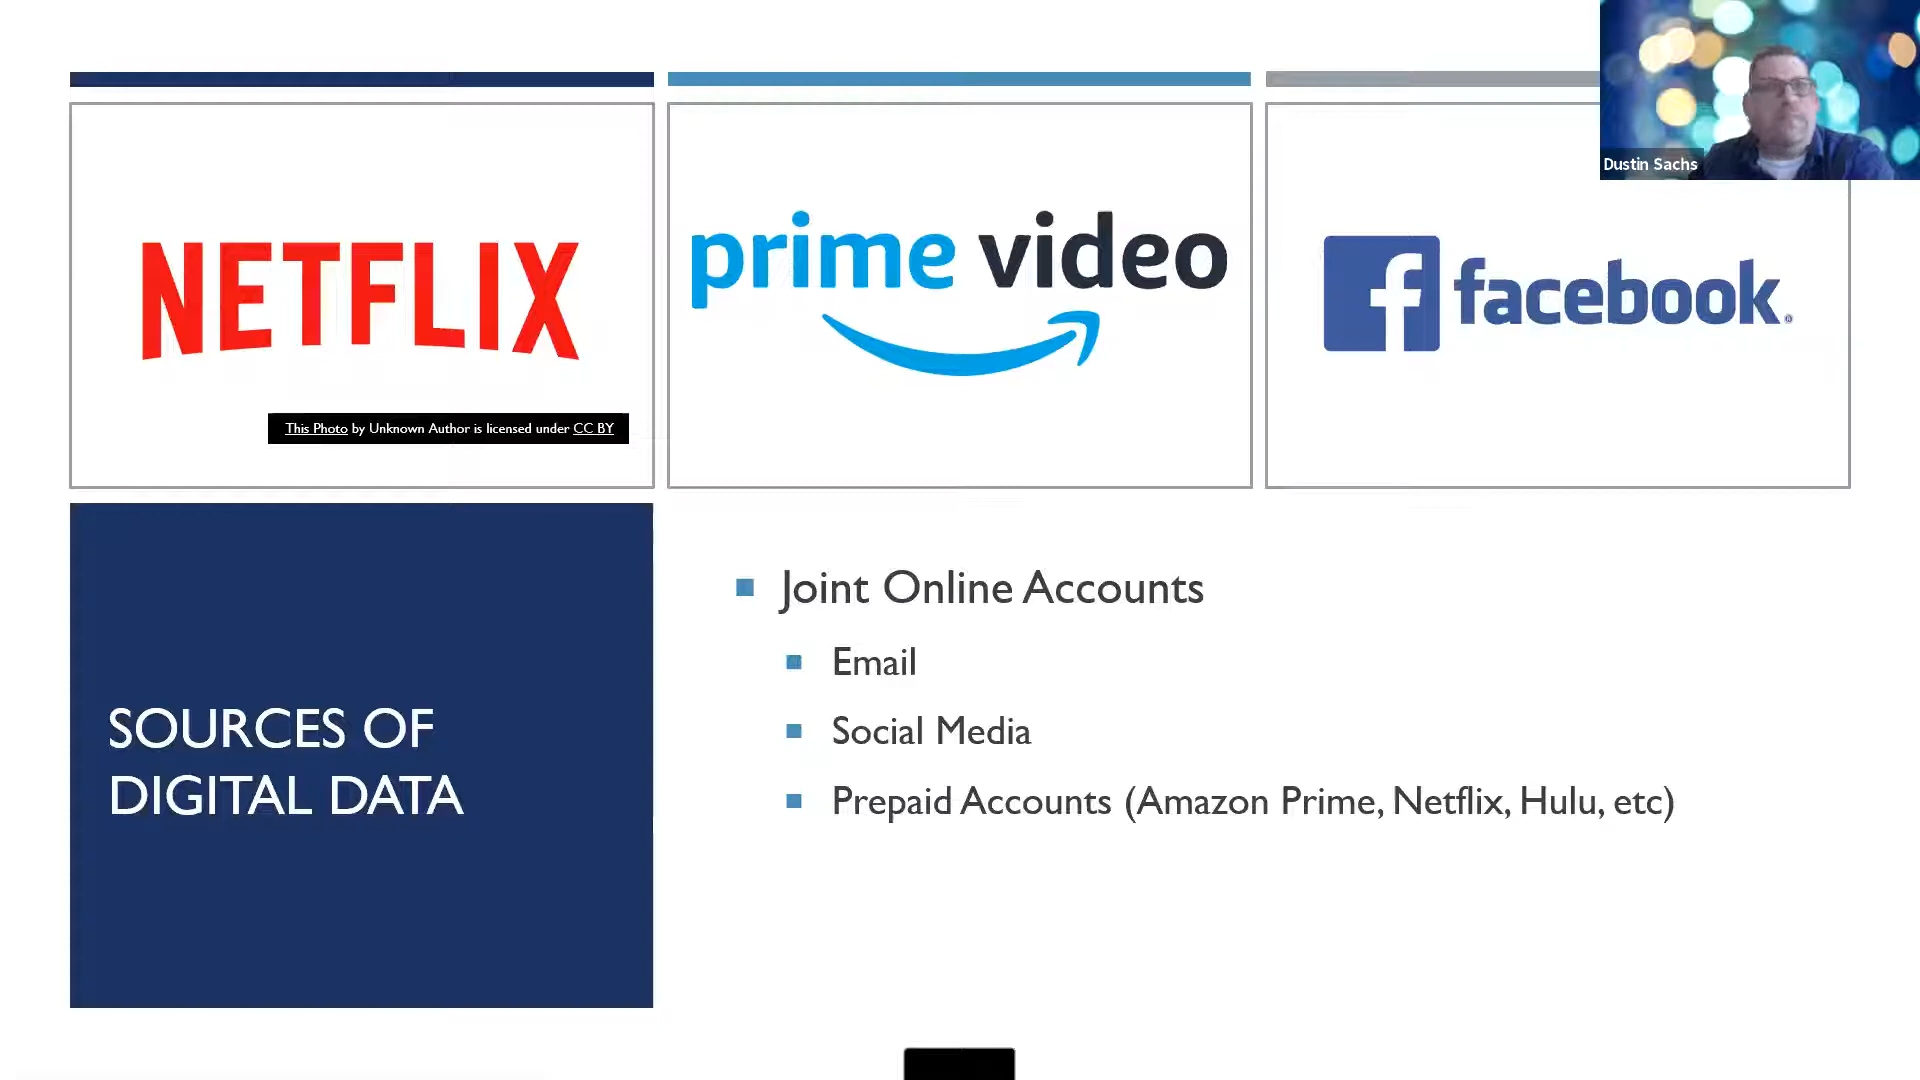 Dustin Sachs
NETFLIX
This Photo by Unknown Author is licensed under CC BY
prime video
facebook
SOURCES OF
DIGITAL DATA
Joint Online Accounts
Email
Social Media
Prepaid Accounts (Amazon Prime, Netflix, Hulu, etc)